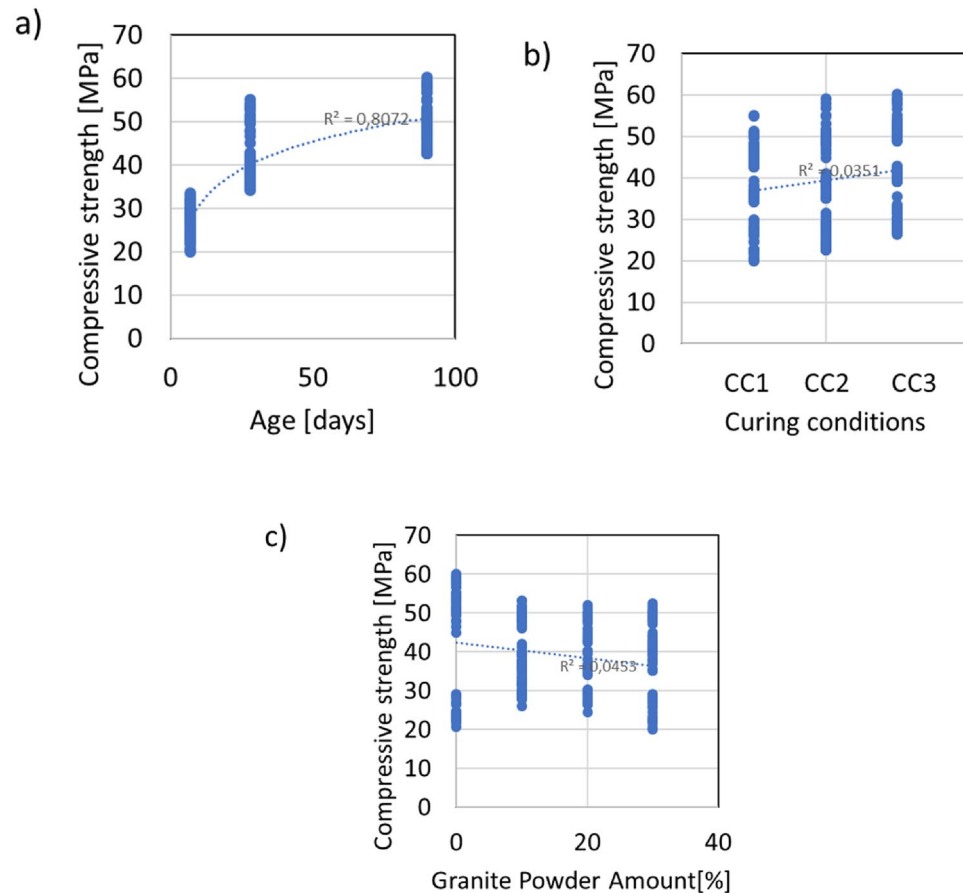 a)
Compressive strength [MPa]
70
60
50
40
30
20
10
0
R² = 0,8072
0 50 100
Age [days]
b)
Compressive strength [MPa]
70
60
50
40
30
20
10
0
R² = 0,0351
CC1 CC2 CC3
Curing conditions
c)
Compressive strength [MPa]
70
60
50
40
30
20
10
0
R² = 0,0453
0 20 40
Granite Powder Amount[%]